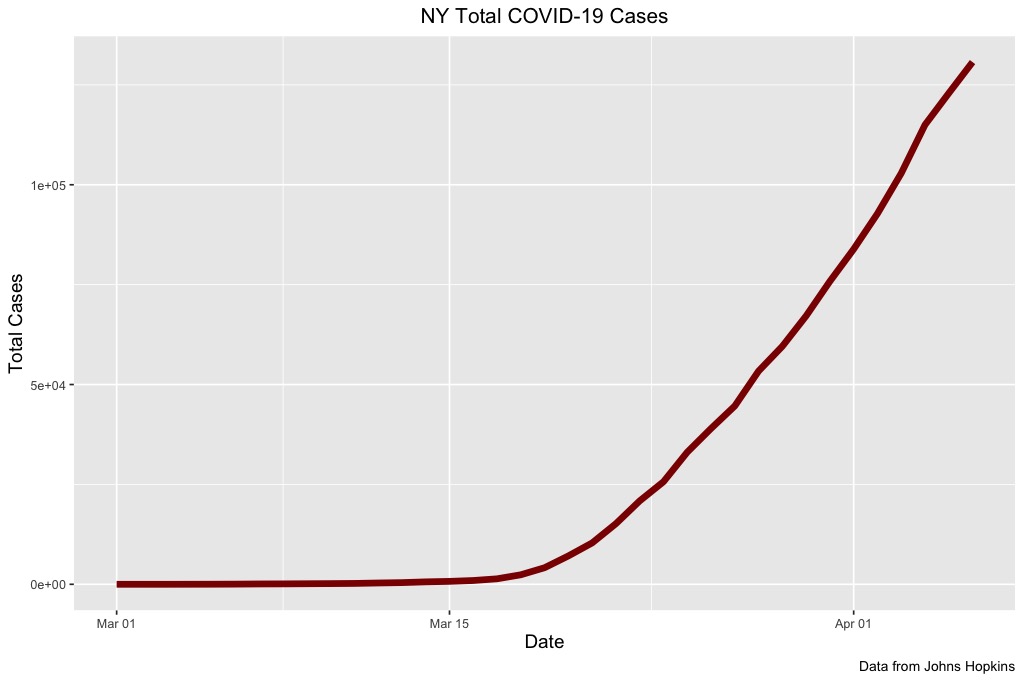 NY Total COVID-19 Cases
Total Cases
1e+05
5e+04
0e+00
Mar 01 Mar 15 Apr 01
Date
Data from Johns Hopkins